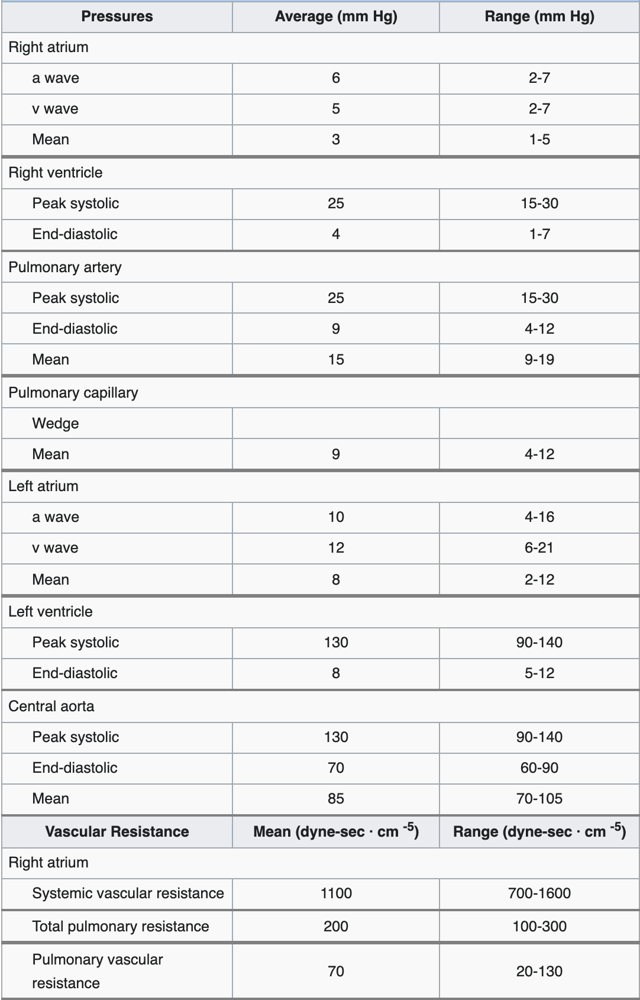 Pressures Average (mm Hg) Range (mm Hg)
Right atrium
a wave 6 2-7
v wave 5 2-7
Mean 3 1-5
Right ventricle
Peak systolic 25 15-30
End-diastolic 4 1-7
Pulmonary artery
Peak systolic 25 15-30
End-diastolic 9 4-12
Mean 15 9-19
Pulmonary capillary
Wedge
Mean 9 4-12
Left atrium
a wave 10 4-16
v wave 12 6-21
Mean 8 2-12
Left ventricle
Peak systolic 130 90-140
End-diastolic 8 5-12
Central aorta
Peak systolic 130 90-140
End-diastolic 70 60-90
Mean 85 70-105
Vascular Resistance Mean (dyne-sec · cm -5) Range (dyne-sec · cm -5)
Right atrium
Systemic vascular resistance 1100 700-1600
Total pulmonary resistance 200 100-300
Pulmonary vascular
resistance 70 20-130